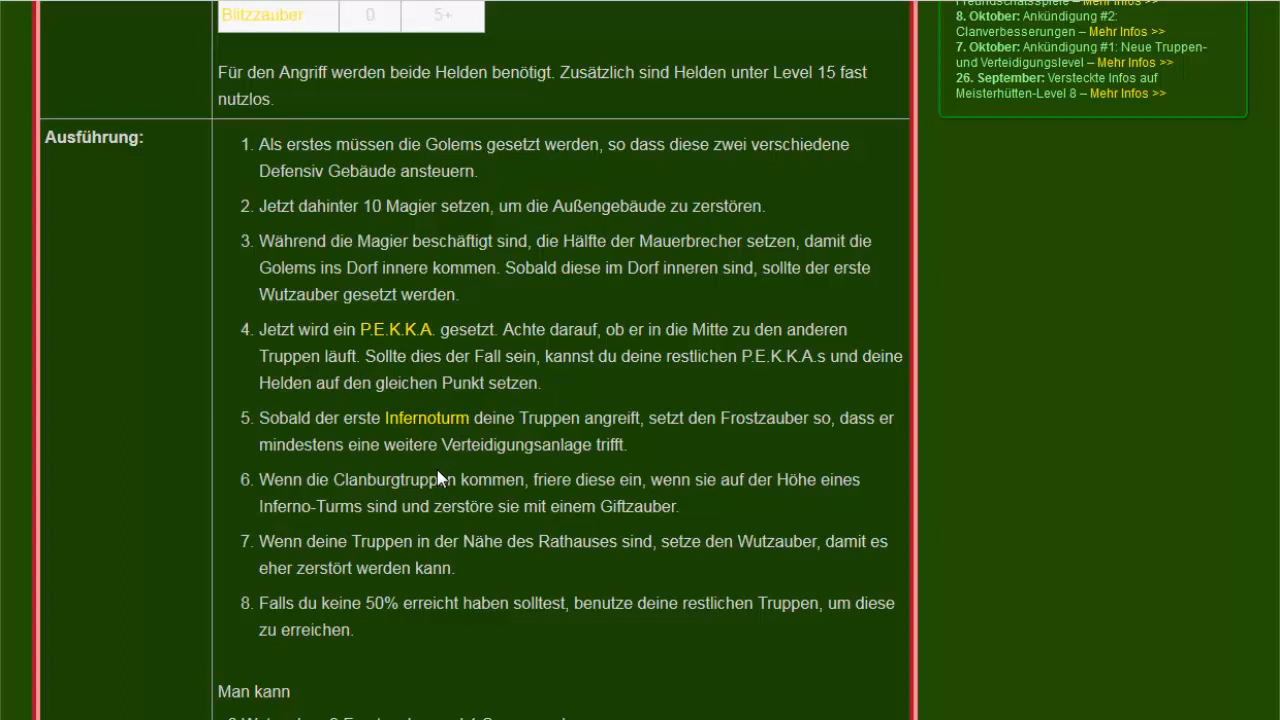 Blitzzauber 0 5+
Für den Angriff werden beide Helden benötigt. Zusätzlich sind Helden unter Level 15 fast
nutzlos.
Ausführung:
1. Als erstes müssen die Golems gesetzt werden, so dass diese zwei verschiedene
Defensiv Gebäude ansteuern.
2. Jetzt dahinter 10 Magier setzen, um die Außengebäude zu zerstören.
3. Während die Magier beschäftigt sind, die Hälfte der Mauerbrecher setzen, damit die
Golems ins Dorf innere kommen. Sobald diese im Dorf inneren sind, sollte der erste
Wutzauber gesetzt werden.
4. Jetzt wird ein P.E.K.K.A. gesetzt. Achte darauf, ob er in die Mitte zu den anderen
Truppen läuft. Sollte dies der Fall sein, kannst du deine restlichen P.E.K.K.A.s und deine
Helden auf den gleichen Punkt setzen.
5. Sobald der erste Infernoturm deine Truppen angreift, setzt den Frostzauber so, dass er
mindestens eine weitere Verteidigungsanlage trifft.
6. Wenn die Clanburgtruppen kommen, friere diese ein, wenn sie auf der Höhe eines
Inferno-Turms sind und zerstöre sie mit einem Giftzauber.
7. Wenn deine Truppen in der Nähe des Rathauses sind, setze den Wutzauber, damit es
eher zerstört werden kann.
8. Falls du keine 50% erreicht haben solltest, benutze deine restlichen Truppen, um diese
zu erreichen.
Man kann
Freundschaftsspiele – Mehr Infos >>
8. Oktober: Ankündigung #2:
Clanverbesserungen – Mehr Infos >>
7. Oktober: Ankündigung #1: Neue Truppen-
und Verteidigungslevel – Mehr Infos >>
26. September: Versteckte Infos auf
Meisterhütten-Level 8 – Mehr Infos >>